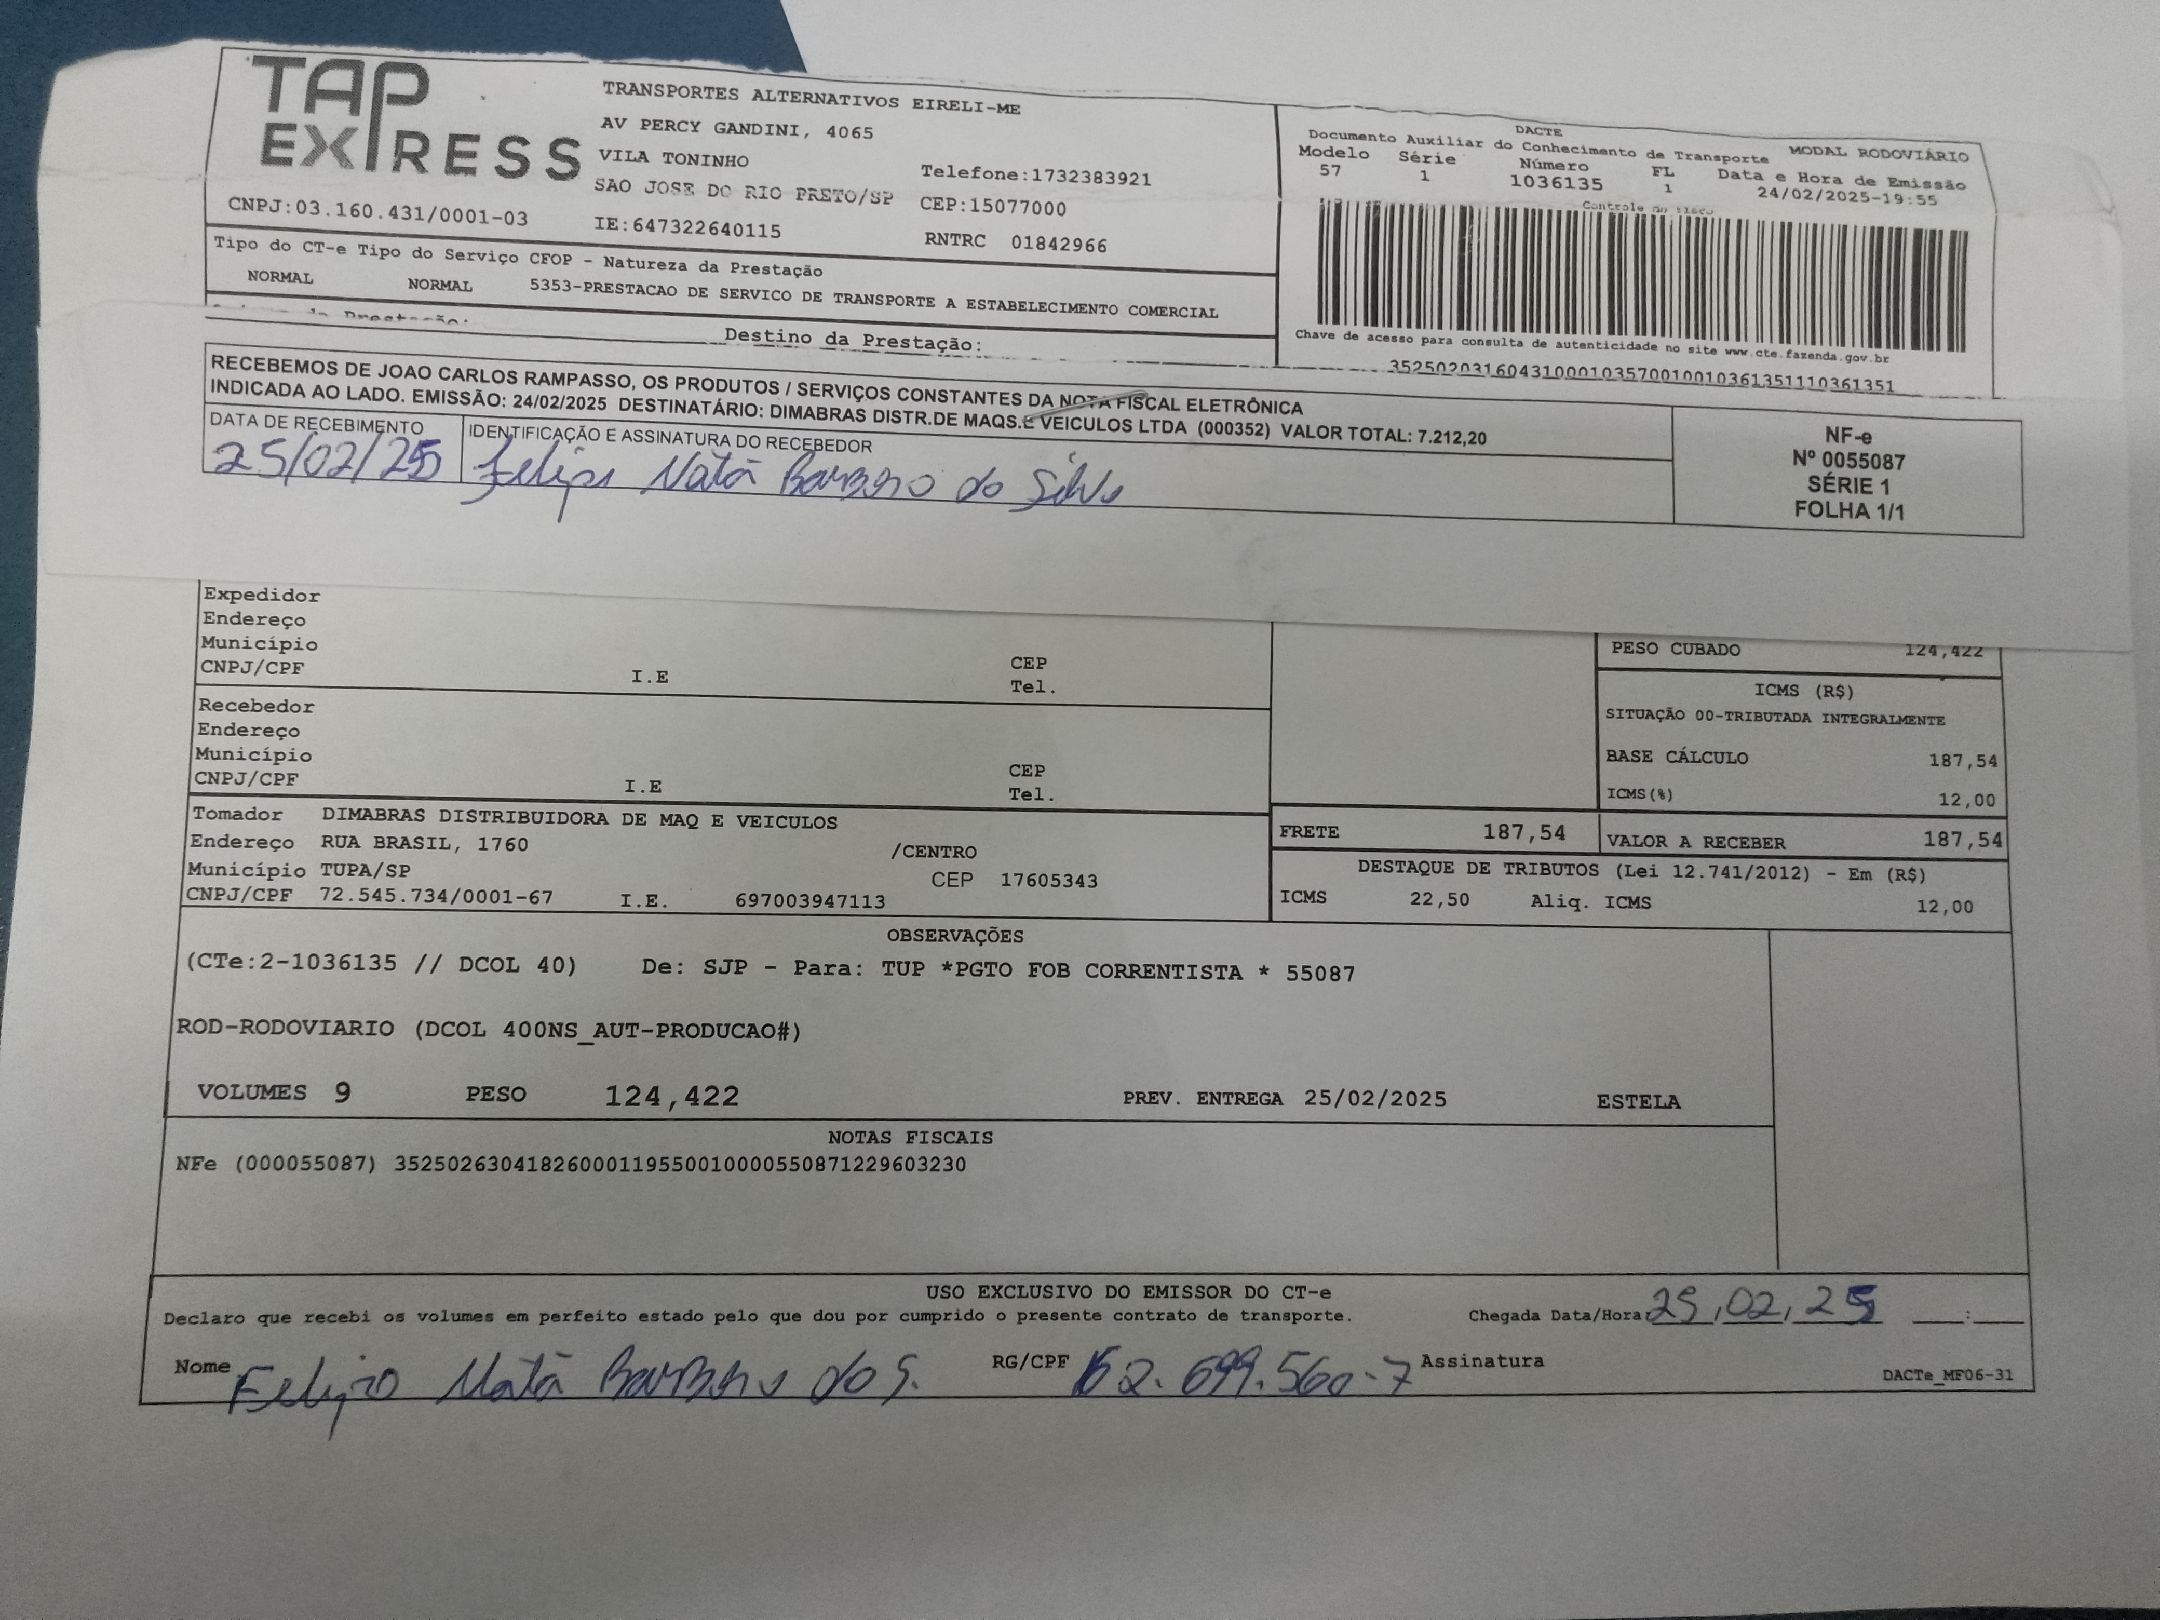 TAP EXPRESS
TRANSPORTES ALTERNATIVOS EIRELI-ME
AV PERCY GANDINI, 4065
VILA TONINHO
Telefone:1732383921
SAO JOSE DO RIO PRETO/SP CEP:15077000
CNPJ:03.160.431/0001-03 IE:647322640115 RNTRC 01842966
DACTE
Documento Auxiliar do Conhecimento de Transporte MODAL RODOVIÁRIO
Modelo Série Número FL Data e Hora de Emissão
57 1 1036135 1 24/02/2025-19:55
Controle do Fisco
Tipo do CT-e Tipo do Serviço CFOP - Natureza da Prestação
NORMAL NORMAL 5353-PRESTACAO DE SERVICO DE TRANSPORTE A ESTABELECIMENTO COMERCIAL
Destino da Prestação:
Chave de acesso para consulta de autenticidade no site www.cte.fazenda.gov.br
35250203160431000103570010010361351110361351
RECEBEMOS DE JOAO CARLOS RAMPASSO, OS PRODUTOS / SERVIÇOS CONSTANTES DA NOTA FISCAL ELETRÔNICA
INDICADA AO LADO. EMISSÃO: 24/02/2025 DESTINATÁRIO: DIMABRAS DISTR.DE MAQS.E VEICULOS LTDA (000352) VALOR TOTAL: 7.212,20
DATA DE RECEBIMENTO IDENTIFICAÇÃO E ASSINATURA DO RECEBEDOR
25/02/25 Felipe Natã Barbero da Silva
NF-e
Nº 0055087
SÉRIE 1
FOLHA 1/1
Expedidor
Endereço
Município CEP
CNPJ/CPF I.E Tel.
PESO CUBADO 124,422
ICMS (R$)
SITUAÇÃO 00-TRIBUTADA INTEGRALMENTE
BASE CÁLCULO 187,54
ICMS(%) 12,00
Recebedor
Endereço
Município CEP
CNPJ/CPF I.E Tel.
Tomador DIMABRAS DISTRIBUIDORA DE MAQ E VEICULOS
Endereço RUA BRASIL, 1760 /CENTRO
Município TUPA/SP CEP 17605343
CNPJ/CPF 72.545.734/0001-67 I.E. 697003947113
FRETE 187,54 VALOR A RECEBER 187,54
DESTAQUE DE TRIBUTOS (Lei 12.741/2012) - Em (R$)
ICMS 22,50 Aliq. ICMS 12,00
OBSERVAÇÕES
(CTe:2-1036135 // DCOL 40) De: SJP - Para: TUP *PGTO FOB CORRENTISTA * 55087
ROD-RODOVIARIO (DCOL 400NS_AUT-PRODUCAO#)
VOLUMES 9 PESO 124,422 PREV. ENTREGA 25/02/2025 ESTELA
NOTAS FISCAIS
NFe (000055087) 35250263041826000119550010000550871229603230
USO EXCLUSIVO DO EMISSOR DO CT-e
Declaro que recebi os volumes em perfeito estado pelo que dou por cumprido o presente contrato de transporte. Chegada Data/Hora: 25,02,25 :
Nome Felipe Natã Barbero da S. RG/CPF 62.699.560-7 Assinatura
DACTe_MF06-31